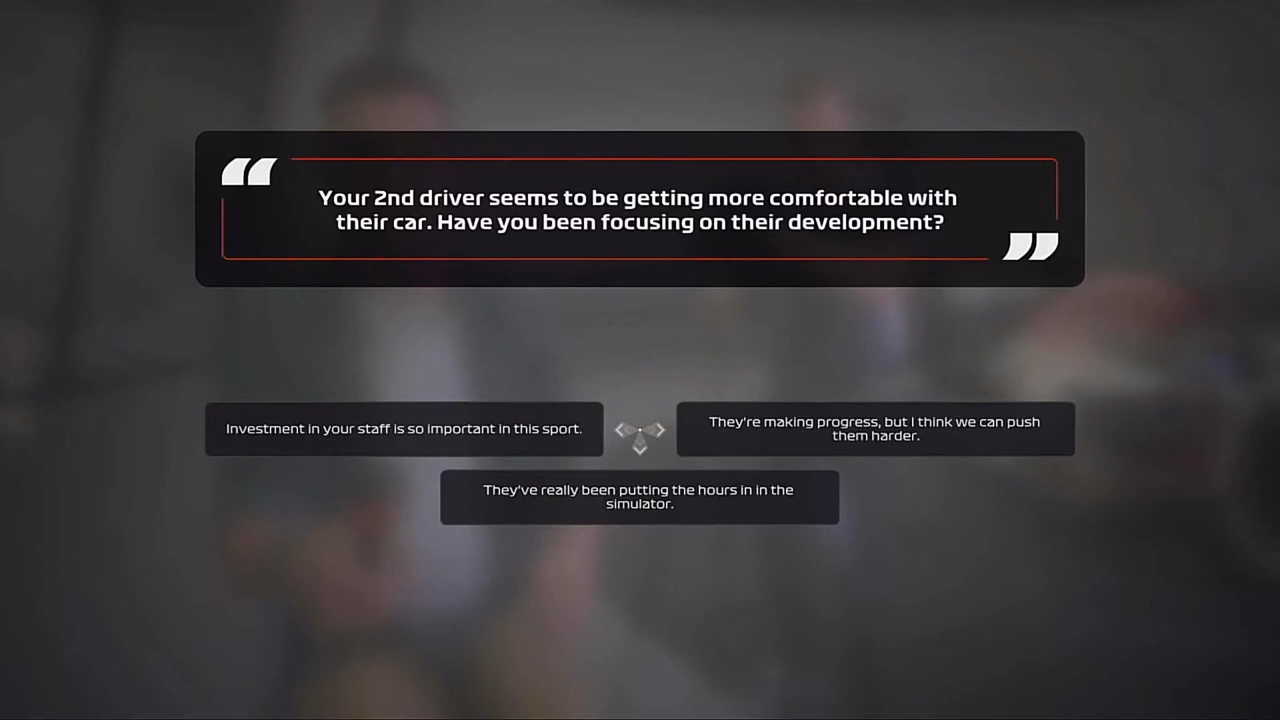 Your 2nd driver seems to be getting more comfortable with
their car. Have you been focusing on their development?
Investment in your staff is so important in this sport.
They're making progress, but I think we can push
them harder.
They've really been putting the hours in in the
simulator.